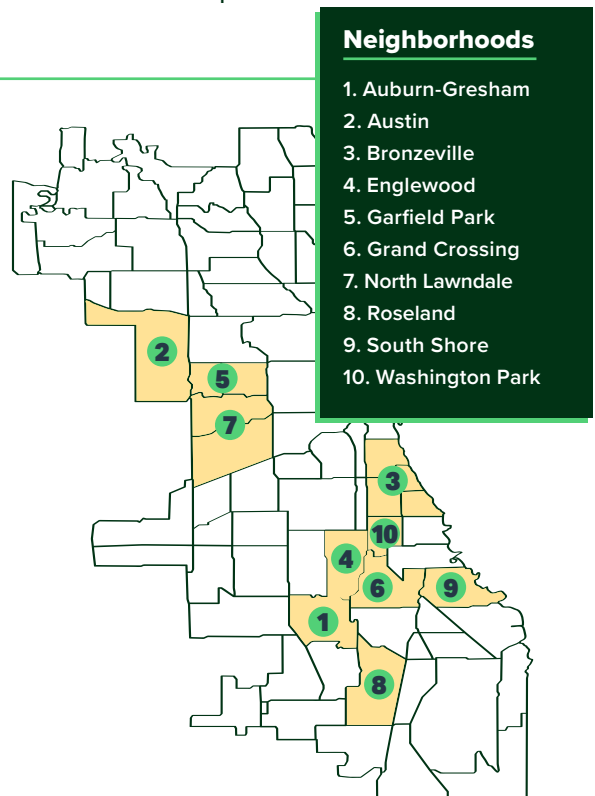 Neighborhoods
1. Auburn-Gresham
2. Austin
3. Bronzeville
4. Englewood
5. Garfield Park
6. Grand Crossing
7. North Lawndale
8. Roseland
9. South Shore
10. Washington Park
2
5
7
3
10
4
6
9
1
8